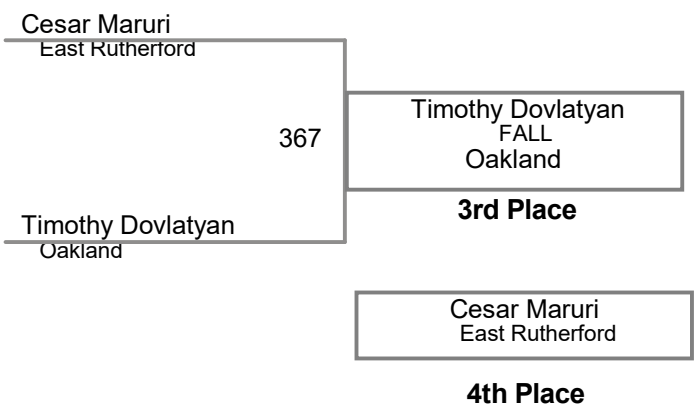 Cesar Maruri
East Rutherford
Timothy Dovlatyan
FALL
367
Oakland
3rd Place
Timothy Dovlatyan
Oakland
Cesar Maruri
East Rutherford
4th Place